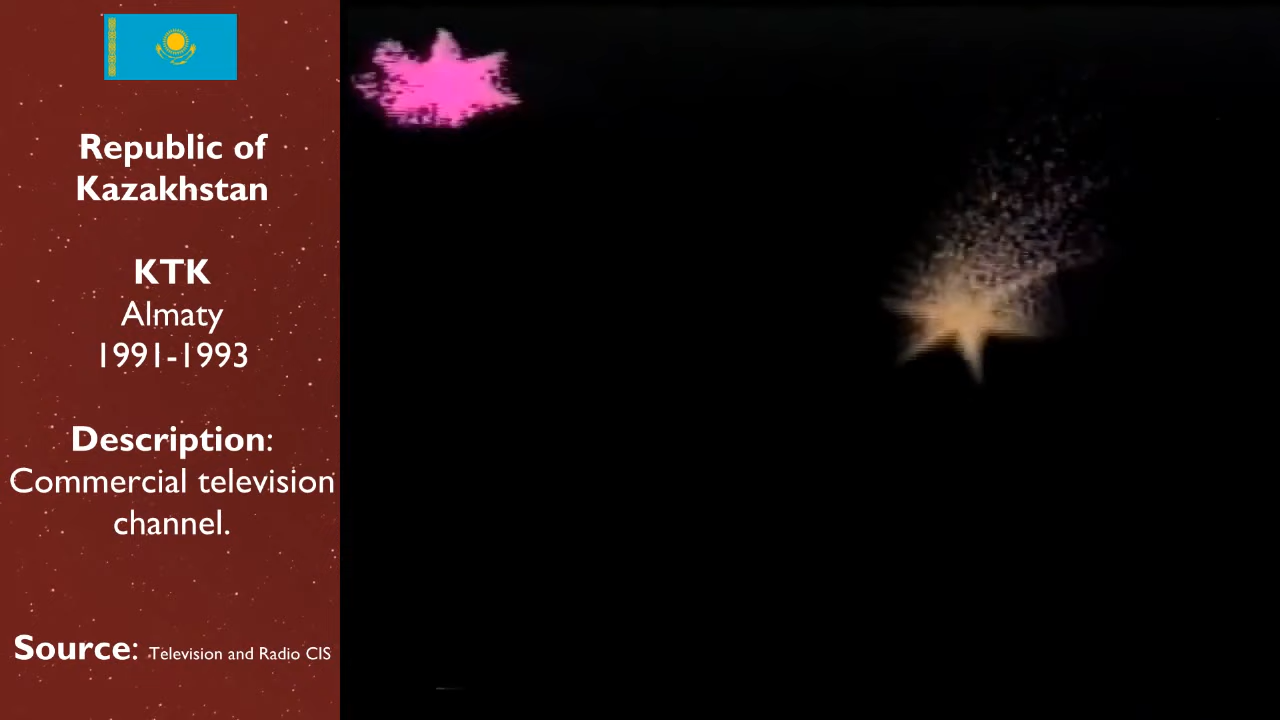 Republic of
Kazakhstan
KTK
Almaty
1991-1993
Description:
Commercial television
channel.
Source: Television and Radio CIS